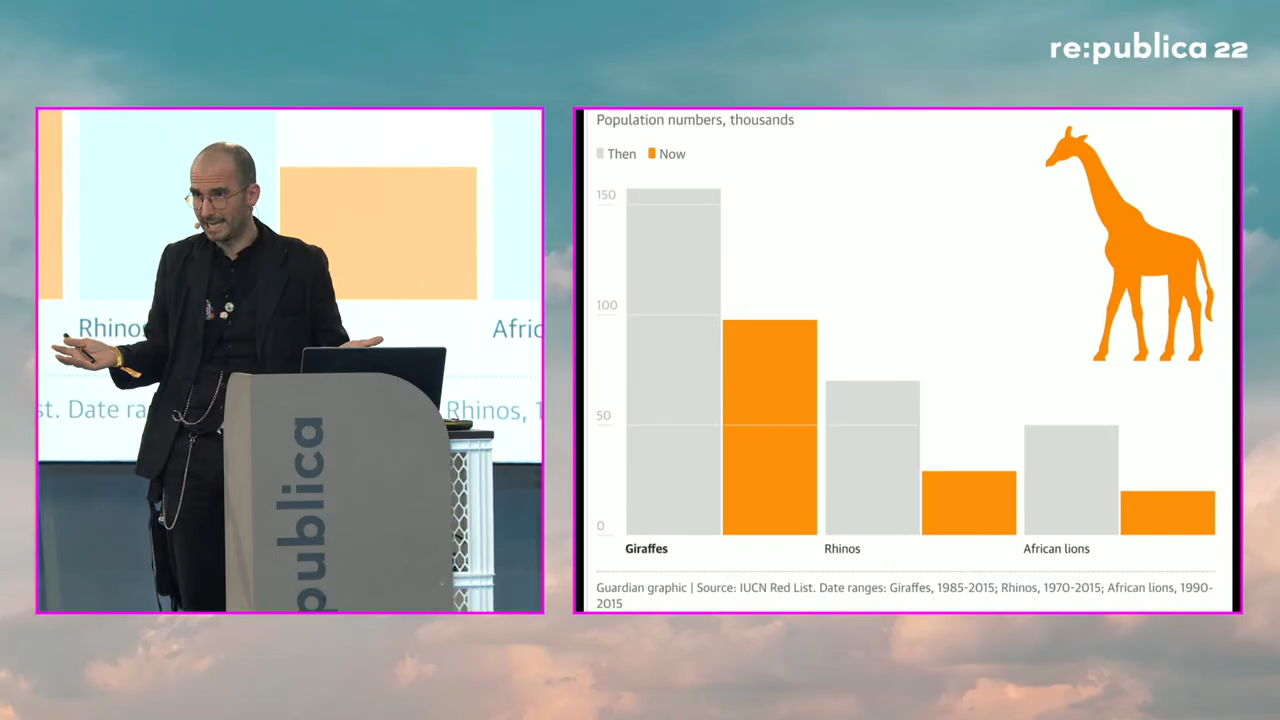 re:publica 22
Rhinos
Afric
st. Date ra
Rhinos, 1
publica
Population numbers, thousands
Then Now
150
100
50
0
Giraffes Rhinos African lions
Guardian graphic | Source: IUCN Red List. Date ranges: Giraffes, 1985-2015; Rhinos, 1970-2015; African lions, 1990-
2015